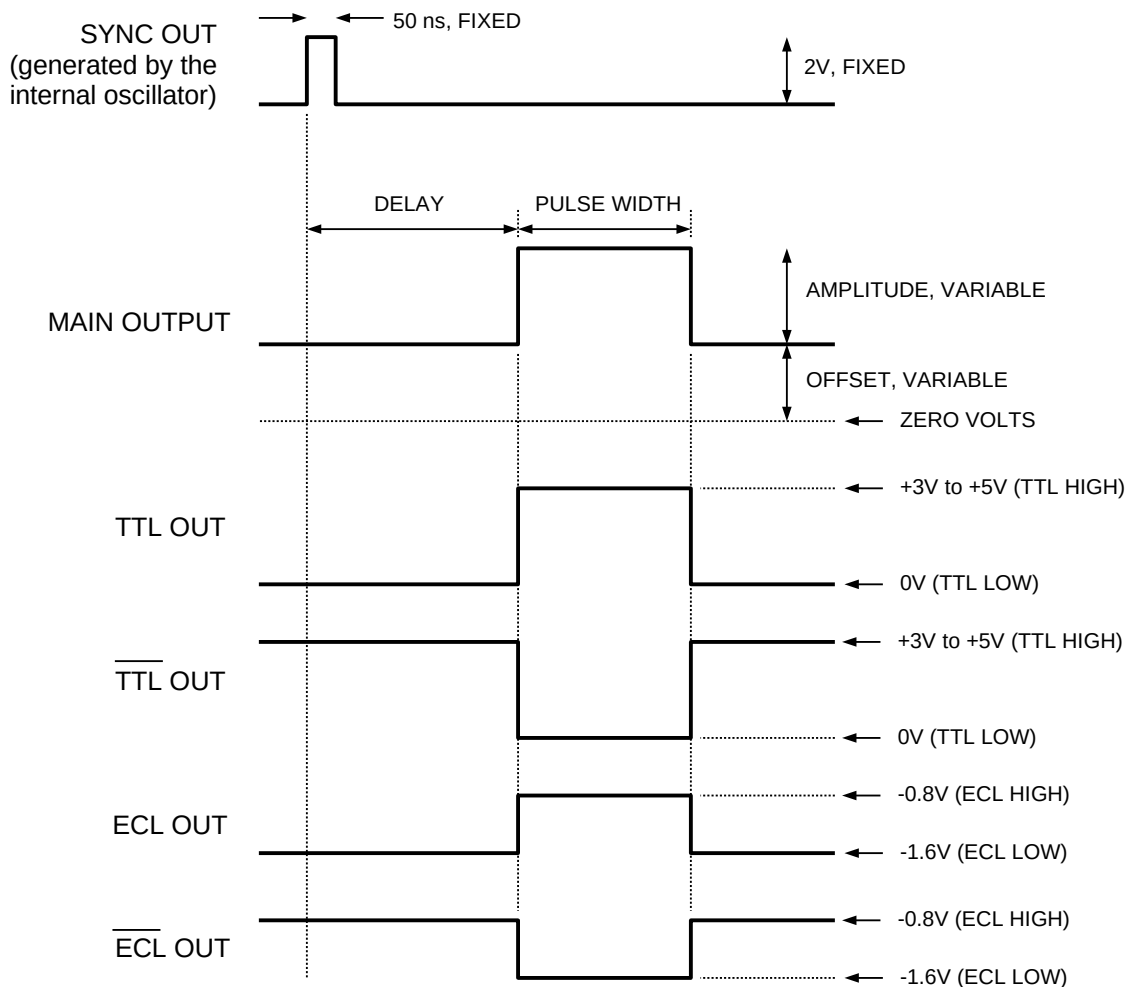 50 ns, FIXED
SYNC OUT
(generated by the
internal oscillator)
2V, FIXED
DELAY
PULSE WIDTH
AMPLITUDE, VARIABLE
MAIN OUTPUT
OFFSET, VARIABLE
ZERO VOLTS
+3V to +5V (TTL HIGH)
TTL OUT
0V (TTL LOW)
+3V to +5V (TTL HIGH)
T̅T̅L̅ OUT
0V (TTL LOW)
-0.8V (ECL HIGH)
ECL OUT
-1.6V (ECL LOW)
-0.8V (ECL HIGH)
E̅C̅L̅ OUT
-1.6V (ECL LOW)